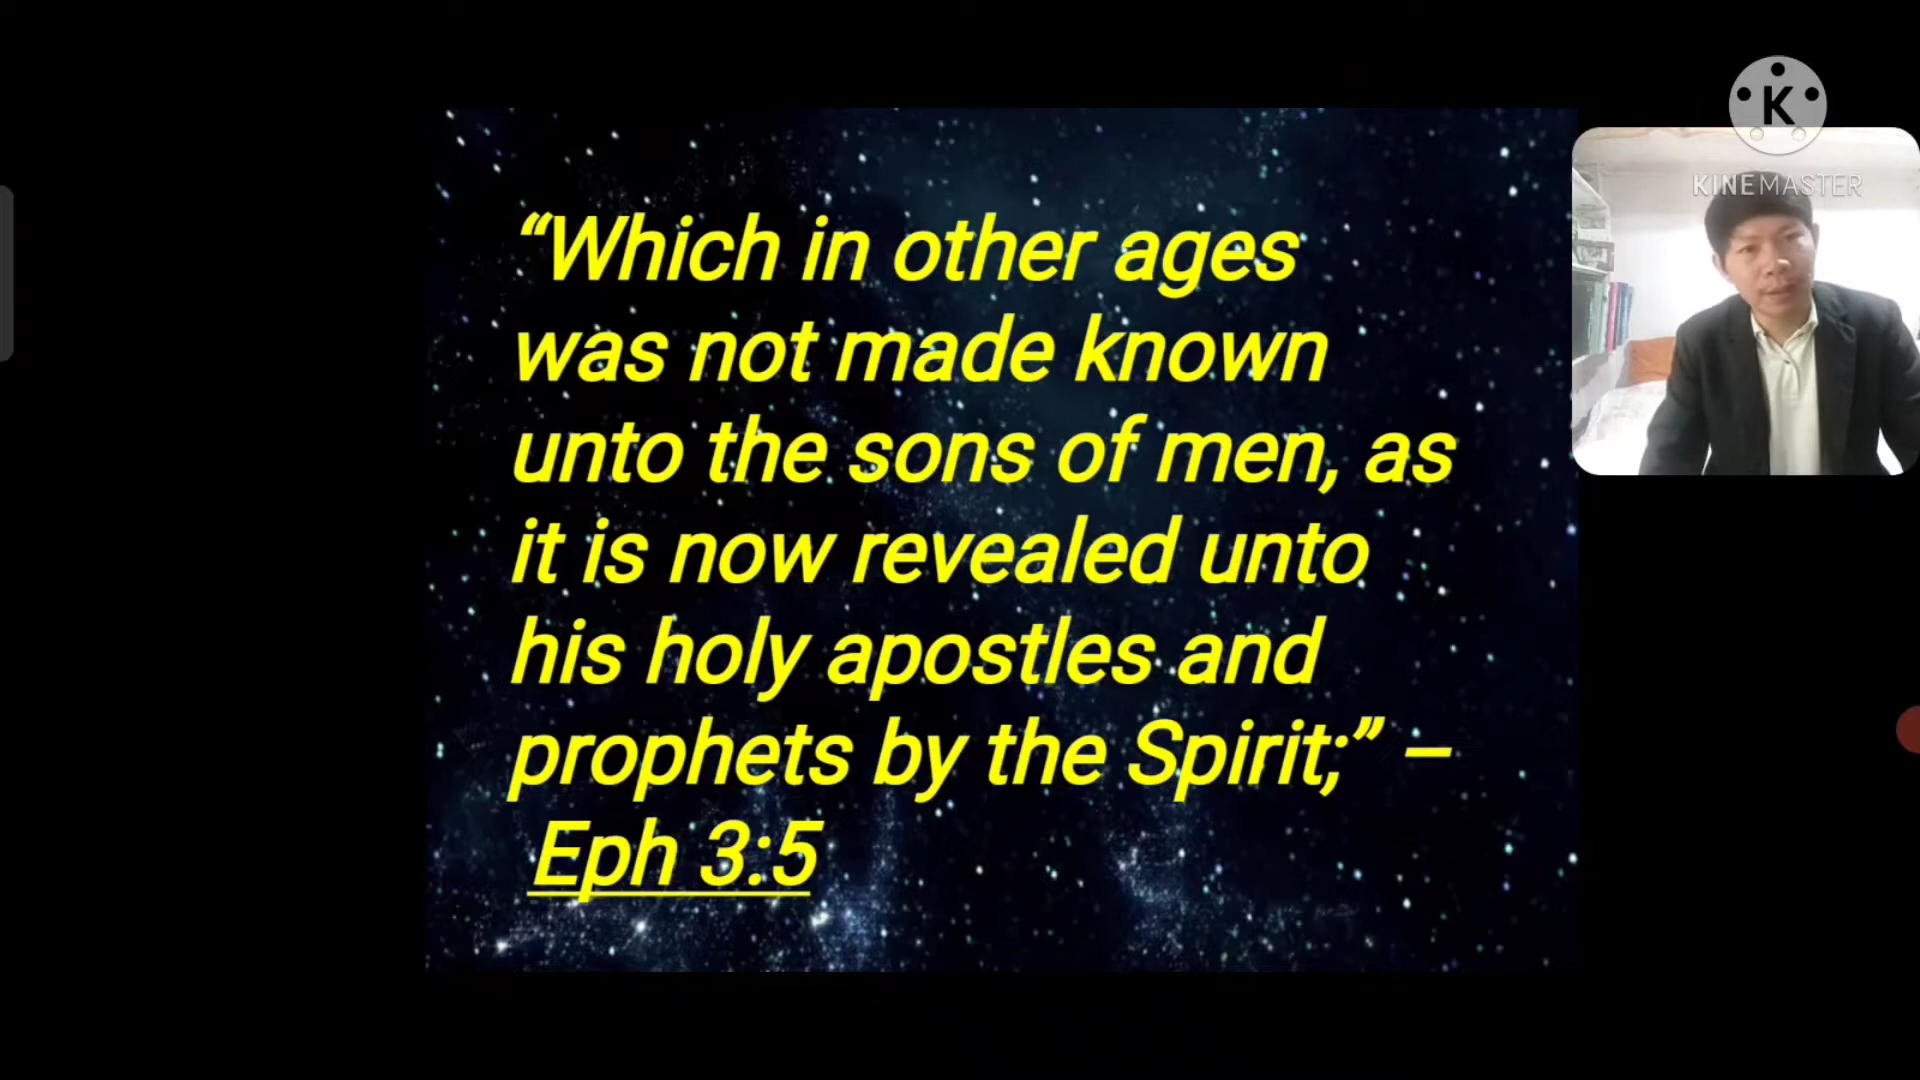 K
KINEMASTER
“Which in other ages
was not made known
unto the sons of men, as
it is now revealed unto
his holy apostles and
prophets by the Spirit;” –
Eph 3:5